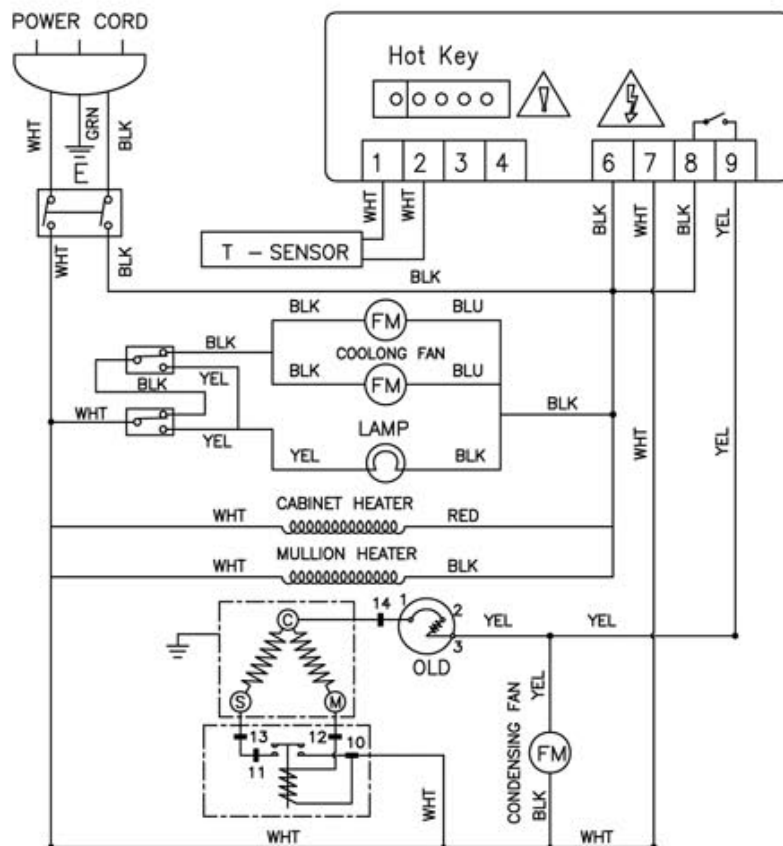 POWER CORD
Hot Key
!
1 2 3 4 6 7 8 9
WHT GRN BLK
E
WHT WHT BLK WHT BLK YEL
T - SENSOR
WHT BLK
BLK
BLK FM BLU
BLK COOLONG FAN
YEL BLK FM BLU
BLK
WHT BLK
YEL LAMP
YEL BLK
WHT YEL
CABINET HEATER
WHT RED
MULLION HEATER
WHT BLK
14 1 2
C YEL YEL
3
OLD
S M
YEL
CONDENSING FAN
13 12 10
11
FM
WHT BLK
WHT WHT